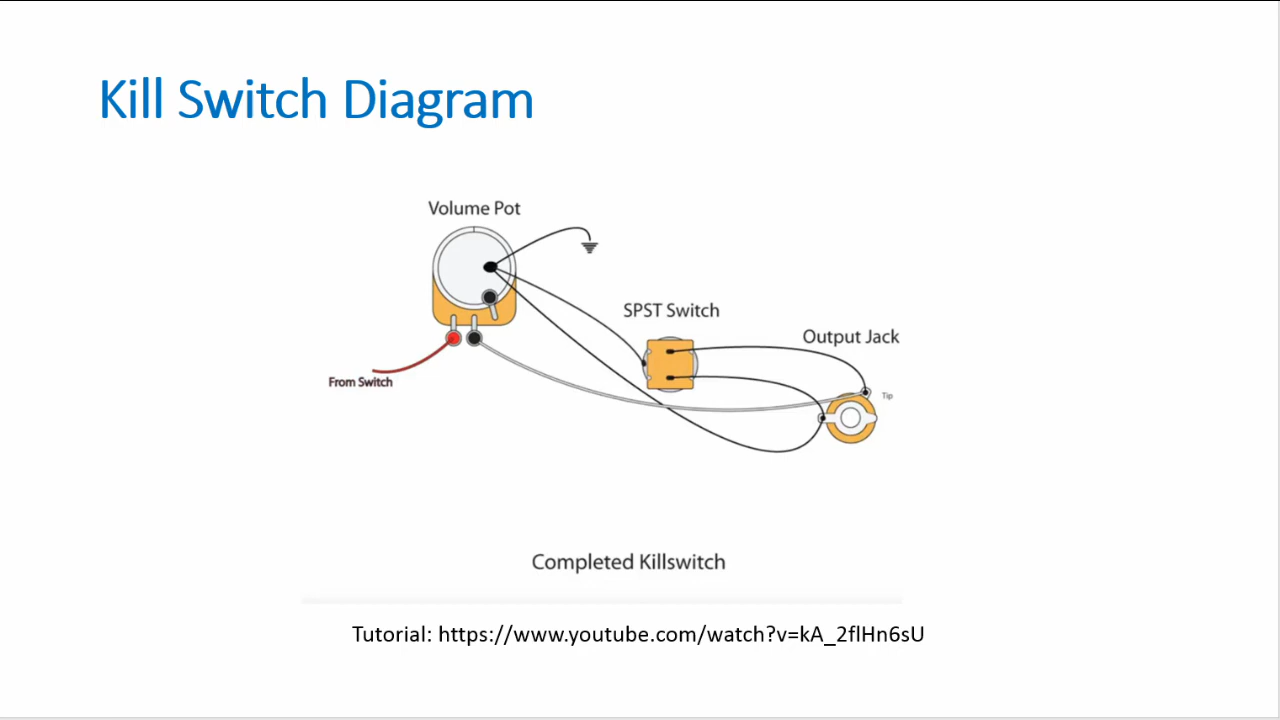 Kill Switch Diagram
Volume Pot
SPST Switch
Output Jack
From Switch
Tip
Completed Killswitch
Tutorial: https://www.youtube.com/watch?v=kA_2flHn6sU